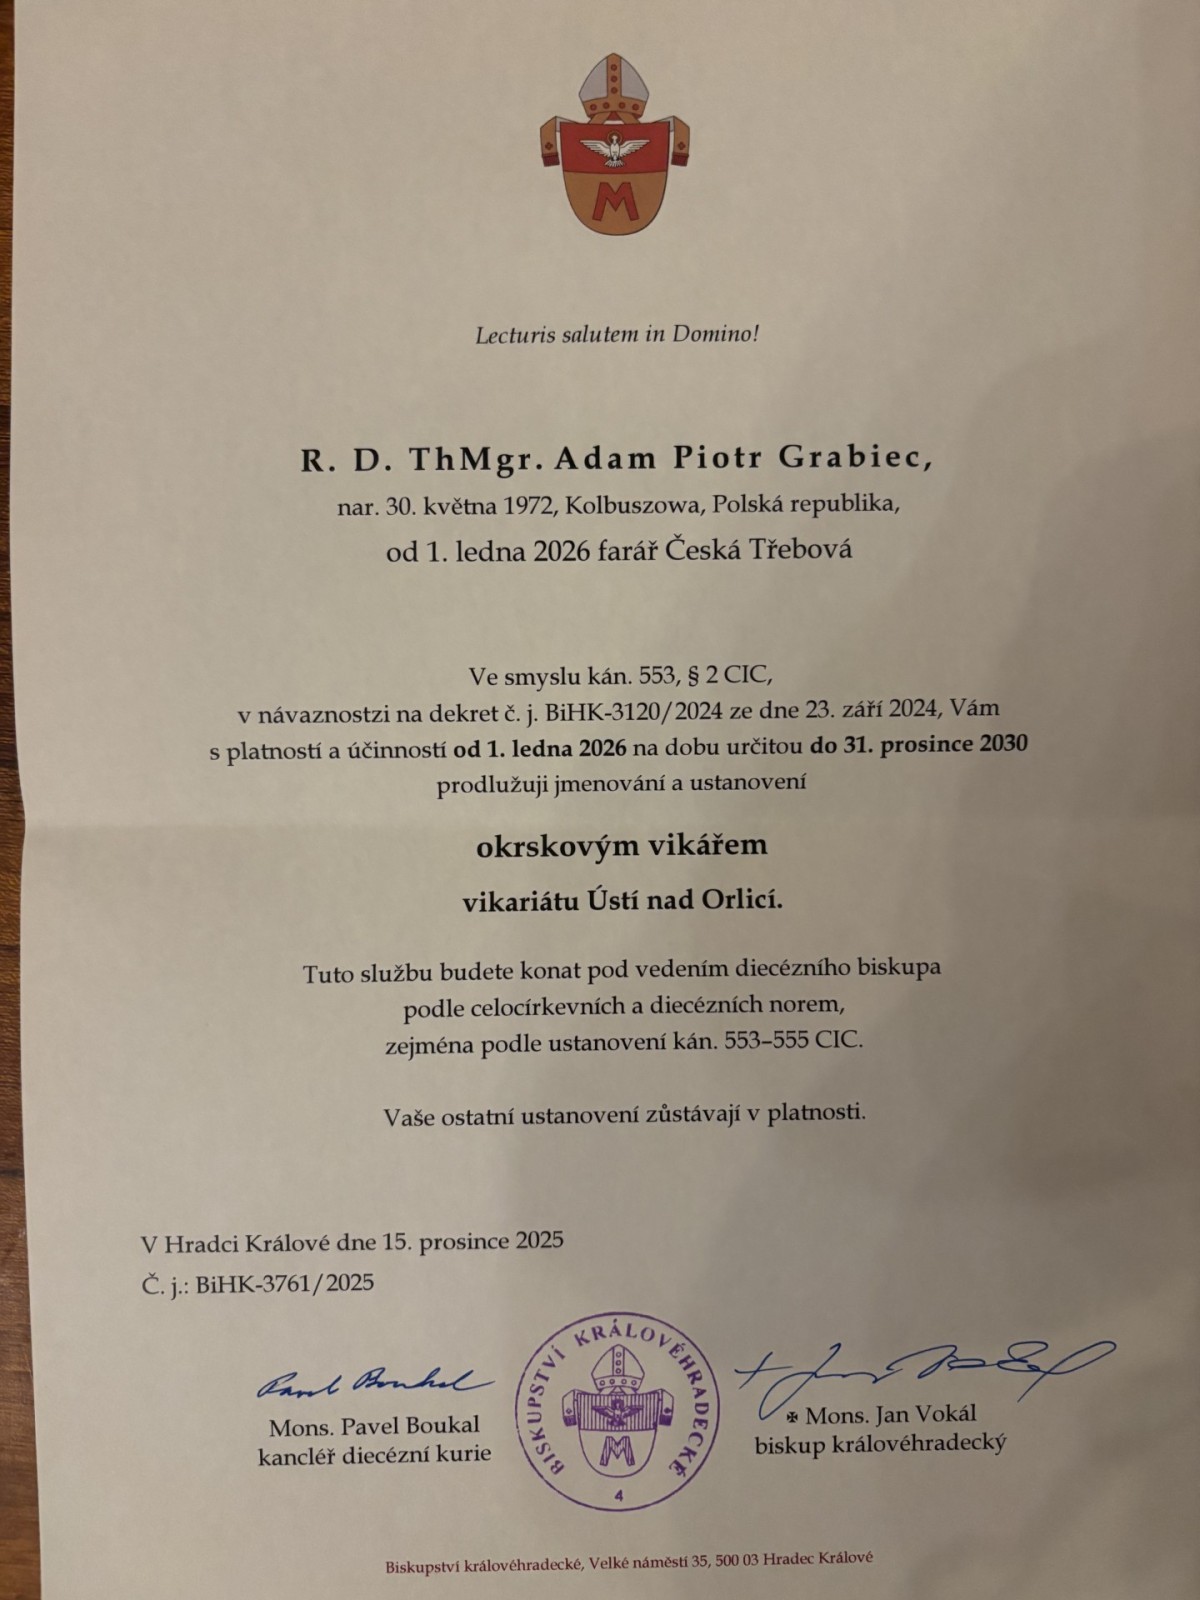 M
Lecturis salutem in Domino!
R. D. ThMgr. Adam Piotr Grabiec,
nar. 30. května 1972, Kolbuszowa, Polská republika,
od 1. ledna 2026 farář Česká Třebová
Ve smyslu kán. 553, § 2 CIC,
v návaznostzi na dekret č. j. BiHK-3120/2024 ze dne 23. září 2024, Vám
s platností a účinností od 1. ledna 2026 na dobu určitou do 31. prosince 2030
prodlužuji jmenování a ustanovení
okrskovým vikářem
vikariátu Ústí nad Orlicí.
Tuto službu budete konat pod vedením diecézního biskupa
podle celocírkevních a diecézních norem,
zejména podle ustanovení kán. 553–555 CIC.
Vaše ostatní ustanovení zůstávají v platnosti.
V Hradci Králové dne 15. prosince 2025
Č. j.: BiHK-3761/2025
Pavel Boukal
Mons. Pavel Boukal
kancléř diecézní kurie
BISKUPSTVÍ KRÁLOVÉHRADECKÉ
M
4
+ Jan Vokál
✠ Mons. Jan Vokál
biskup královéhradecký
Biskupství královéhradecké, Velké náměstí 35, 500 03 Hradec Králové